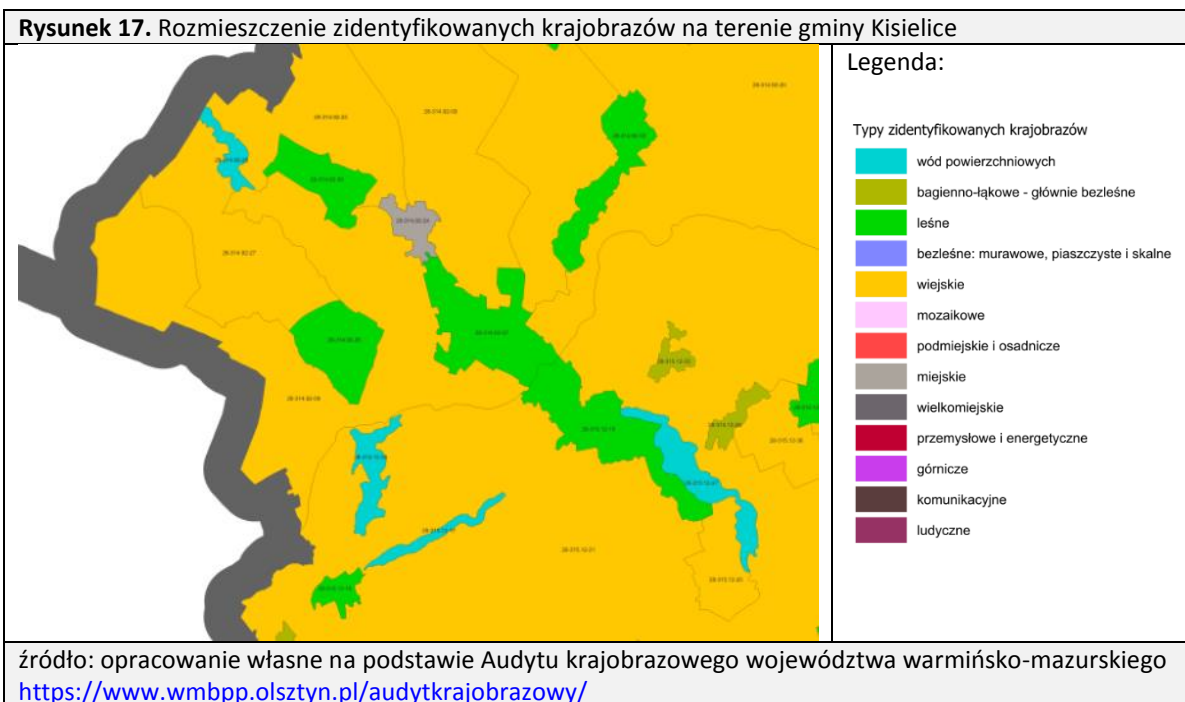 Rysunek 17. Rozmieszczenie zidentyfikowanych krajobrazów na terenie gminy Kisielice
Legenda:
Typy zidentyfikowanych krajobrazów
wód powierzchniowych
bagienno-łąkowe - głównie bezleśne
leśne
bezleśne: murawowe, piaszczyste i skalne
wiejskie
mozaikowe
podmiejskie i osadnicze
miejskie
wielkomiejskie
przemysłowe i energetyczne
górnicze
komunikacyjne
ludyczne
źródło: opracowanie własne na podstawie Audytu krajobrazowego województwa warmińsko-mazurskiego
https://www.wmbpp.olsztyn.pl/audytkrajobrazowy/